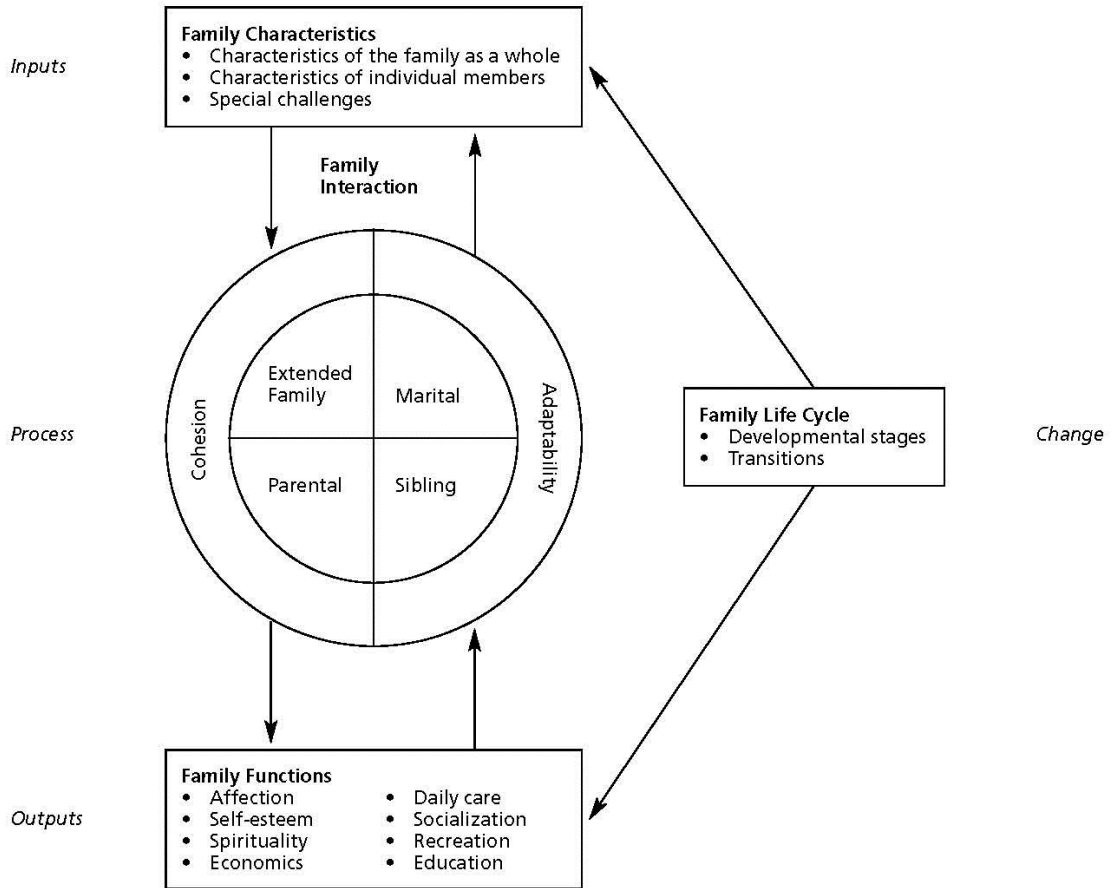 Inputs
Family Characteristics
• Characteristics of the family as a whole
• Characteristics of individual members
• Special challenges
Family
Interaction
Cohesion
Extended
Family
Marital
Parental
Sibling
Adaptability
Process
Family Life Cycle
• Developmental stages
• Transitions
Change
Outputs
Family Functions
• Affection
• Self-esteem
• Spirituality
• Economics
• Daily care
• Socialization
• Recreation
• Education